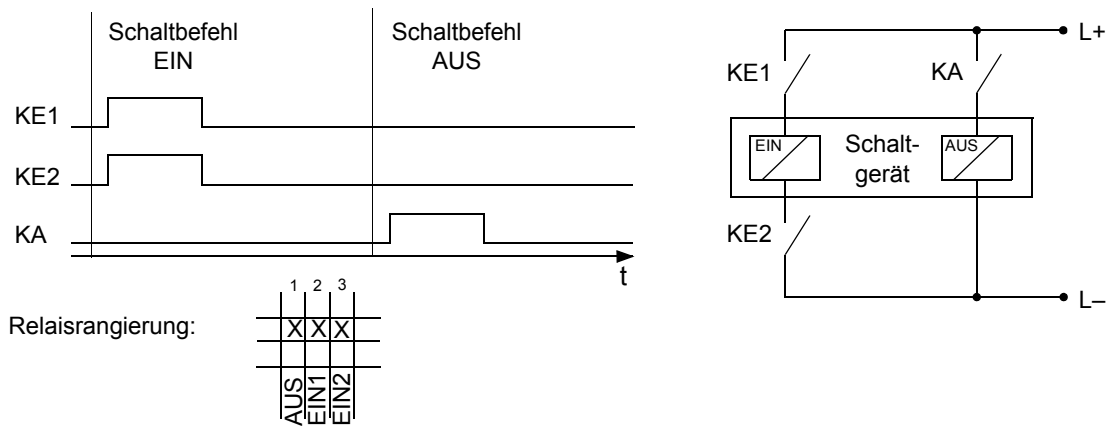 Schaltbefehl
EIN
Schaltbefehl
AUS
KE1
KE2
KA
t
Relaisrangierung:
1 2 3
X X X
AUS
EIN1
EIN2
L+
KE1
KA
EIN
Schalt-
gerät
AUS
KE2
L–